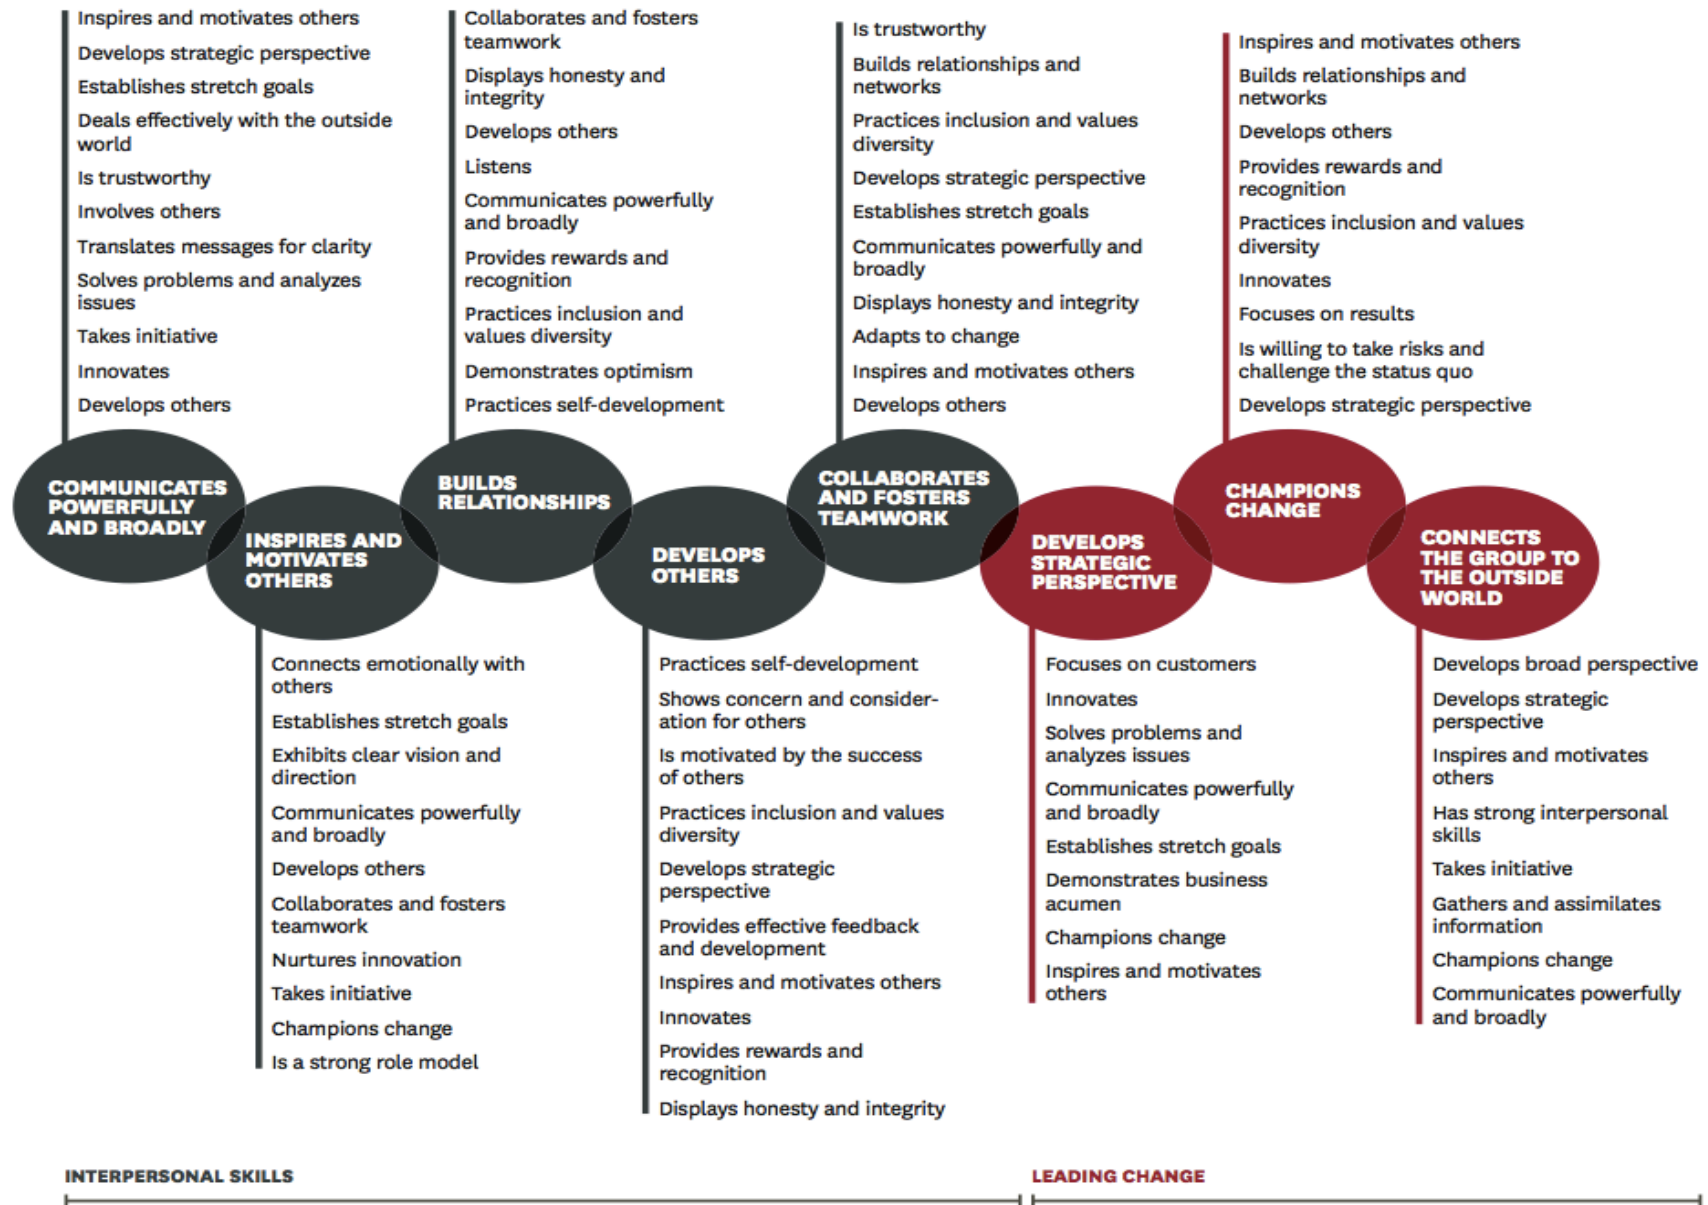 Inspires and motivates others
Develops strategic perspective
Establishes stretch goals
Deals effectively with the outside
world
Is trustworthy
Involves others
Translates messages for clarity
Solves problems and analyzes
issues
Takes initiative
Innovates
Develops others
COMMUNICATES
POWERFULLY
AND BROADLY
Connects emotionally with
others
Establishes stretch goals
Exhibits clear vision and
direction
Communicates powerfully
and broadly
Develops others
Collaborates and fosters
teamwork
Nurtures innovation
Takes initiative
Champions change
Is a strong role model
INSPIRES AND
MOTIVATES
OTHERS
Collaborates and fosters
teamwork
Displays honesty and
integrity
Develops others
Listens
Communicates powerfully
and broadly
Provides rewards and
recognition
Practices inclusion and
values diversity
Demonstrates optimism
Practices self-development
BUILDS
RELATIONSHIPS
DEVELOPS
OTHERS
Practices self-development
Shows concern and consider-
ation for others
Is motivated by the success
of others
Practices inclusion and values
diversity
Develops strategic
perspective
Provides effective feedback
and development
Inspires and motivates others
Innovates
Provides rewards and
recognition
Displays honesty and integrity
Is trustworthy
Builds relationships and
networks
Practices inclusion and values
diversity
Develops strategic perspective
Establishes stretch goals
Communicates powerfully and
broadly
Displays honesty and integrity
Adapts to change
Inspires and motivates others
Develops others
COLLABORATES
AND FOSTERS
TEAMWORK
DEVELOPS
STRATEGIC
PERSPECTIVE
Focuses on customers
Innovates
Solves problems and
analyzes issues
Communicates powerfully
and broadly
Establishes stretch goals
Demonstrates business
acumen
Champions change
Inspires and motivates
others
Inspires and motivates others
Builds relationships and
networks
Develops others
Provides rewards and
recognition
Practices inclusion and values
diversity
Innovates
Focuses on results
Is willing to take risks and
challenge the status quo
Develops strategic perspective
CHAMPIONS
CHANGE
CONNECTS
THE GROUP TO
THE OUTSIDE
WORLD
Develops broad perspective
Develops strategic
perspective
Inspires and motivates
others
Has strong interpersonal
skills
Takes initiative
Gathers and assimilates
information
Champions change
Communicates powerfully
and broadly
INTERPERSONAL SKILLS
LEADING CHANGE